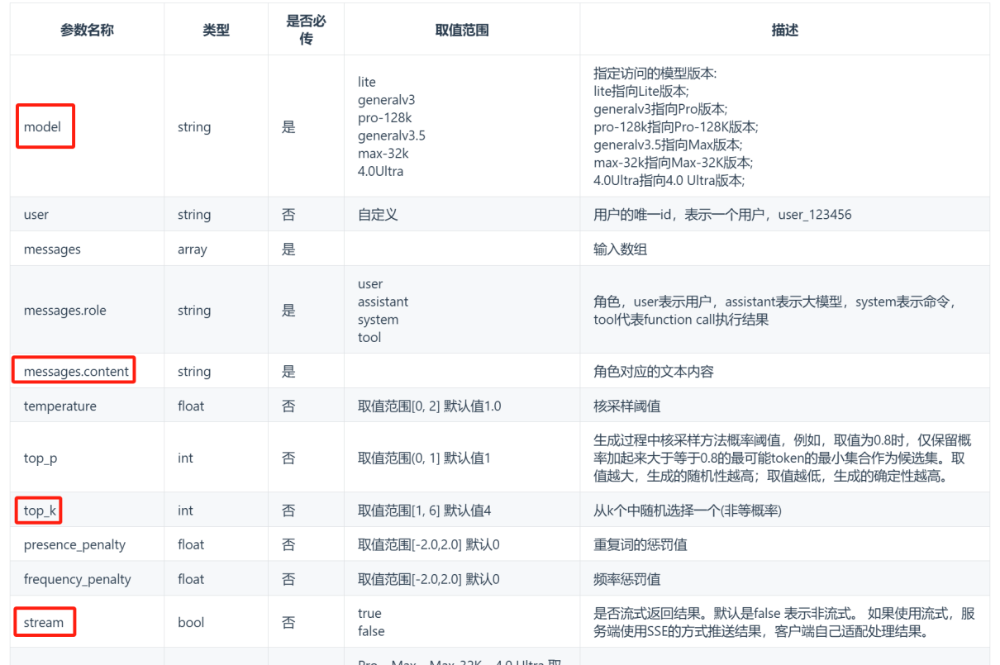 参数名称 类型 是否必传 取值范围 描述
model string 是
lite
generalv3
pro-128k
generalv3.5
max-32k
4.0Ultra
指定访问的模型版本:
lite指向Lite版本;
generalv3指向Pro版本;
pro-128k指向Pro-128K版本;
generalv3.5指向Max版本;
max-32k指向Max-32K版本;
4.0Ultra指向4.0 Ultra版本;
user string 否 自定义 用户的唯一id，表示一个用户，user_123456
messages array 是 输入数组
messages.role string 是
user
assistant
system
tool
角色，user表示用户，assistant表示大模型，system表示命令，
tool代表function call执行结果
messages.content string 是 角色对应的文本内容
temperature float 否 取值范围[0, 2] 默认值1.0 核采样阈值
top_p int 否 取值范围(0, 1] 默认值1
生成过程中核采样方法概率阈值，例如，取值为0.8时，仅保留概
率加起来大于等于0.8的最可能token的最小集合作为候选集。取
值越大，生成的随机性越高；取值越低，生成的确定性越高。
top_k int 否 取值范围[1, 6] 默认值4 从k个中随机选择一个(非等概率)
presence_penalty float 否 取值范围[-2.0,2.0] 默认0 重复词的惩罚值
frequency_penalty float 否 取值范围[-2.0,2.0] 默认0 频率惩罚值
stream bool 否
true
false
是否流式返回结果。默认是false 表示非流式。 如果使用流式，服
务端使用SSE的方式推送结果，客户端自己适配处理结果。
Pro、Max、Max-32K、4.0 Ultra 取